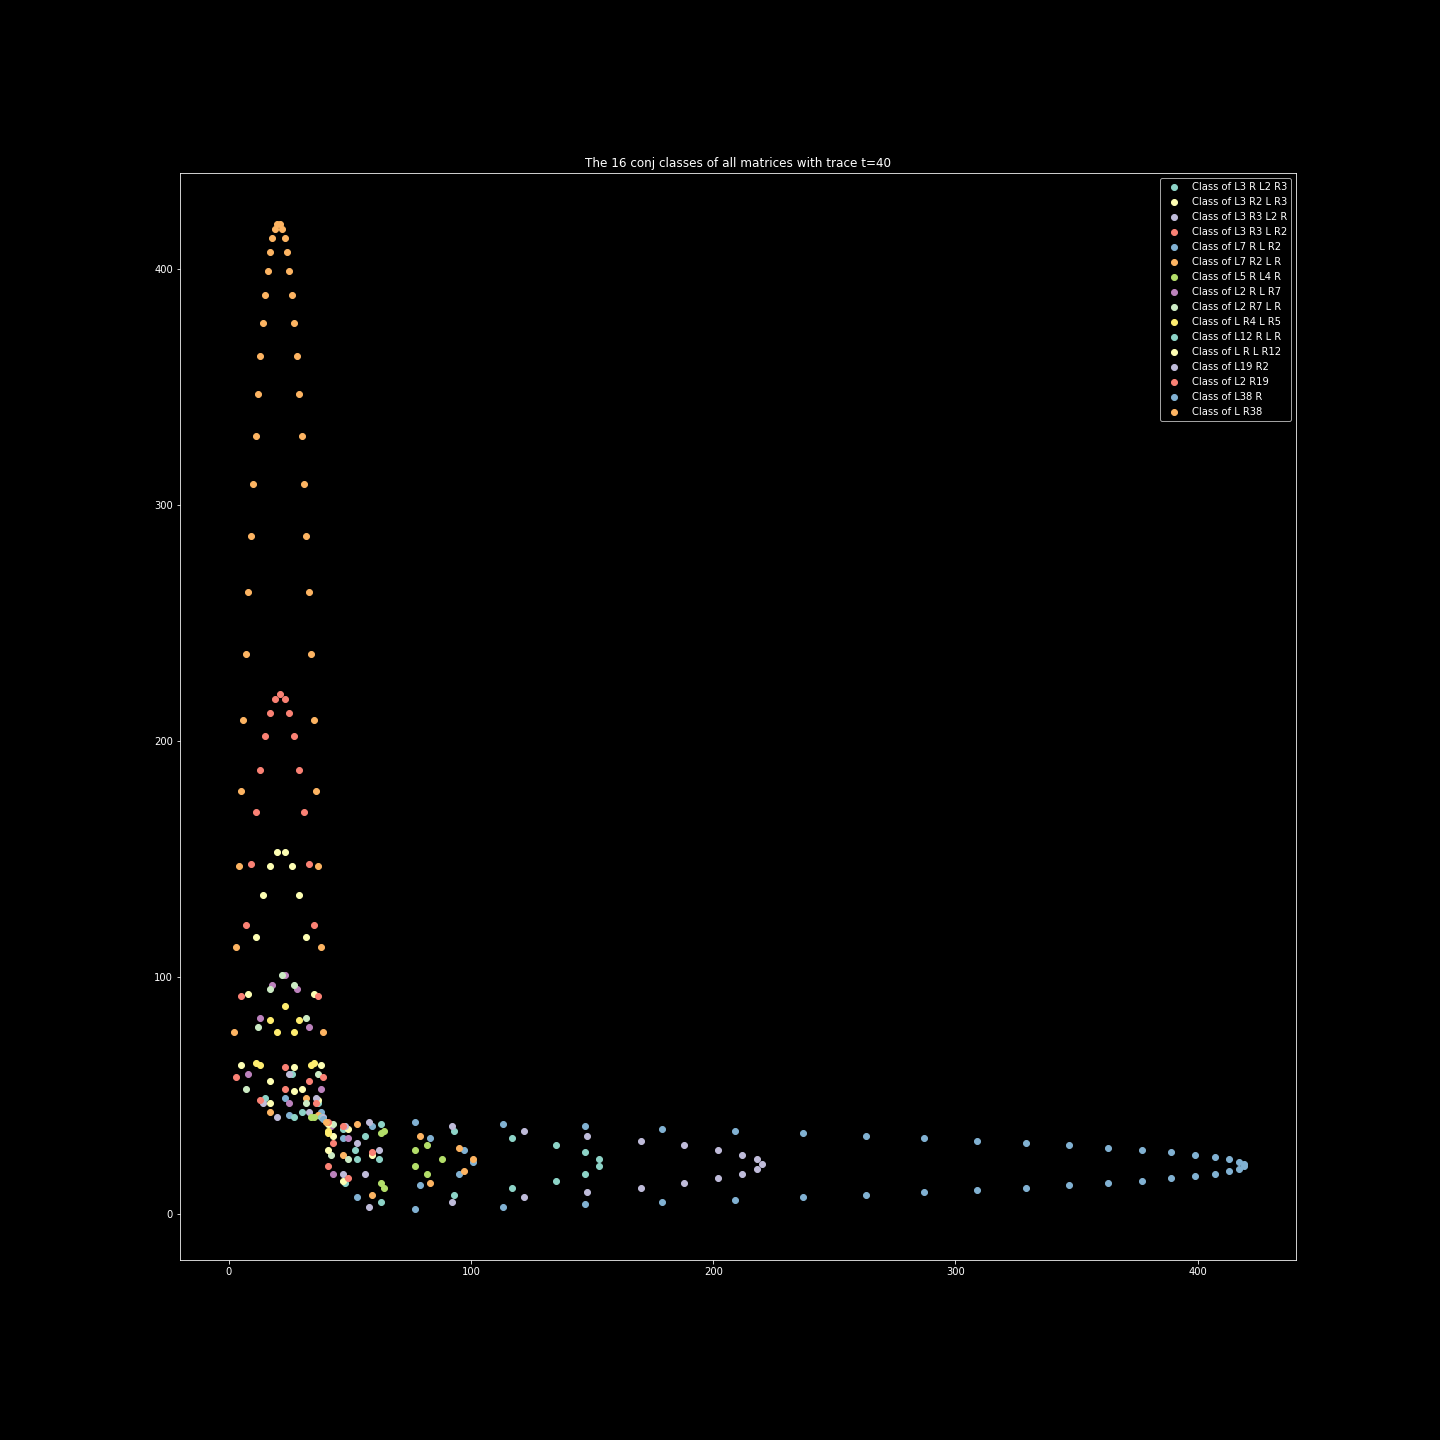 The 16 conj classes of all matrices with trace t=40
Class of L3 R L2 R3
Class of L3 R2 L R3
Class of L3 R3 L2 R
Class of L3 R3 L R2
Class of L7 R L R2
Class of L7 R2 L R
Class of L5 R L4 R
Class of L2 R L R7
Class of L2 R7 L R
Class of L R4 L R5
Class of L12 R L R
Class of L R L R12
Class of L19 R2
Class of L2 R19
Class of L38 R
Class of L R38
400
300
200
100
0
0 100 200 300 400